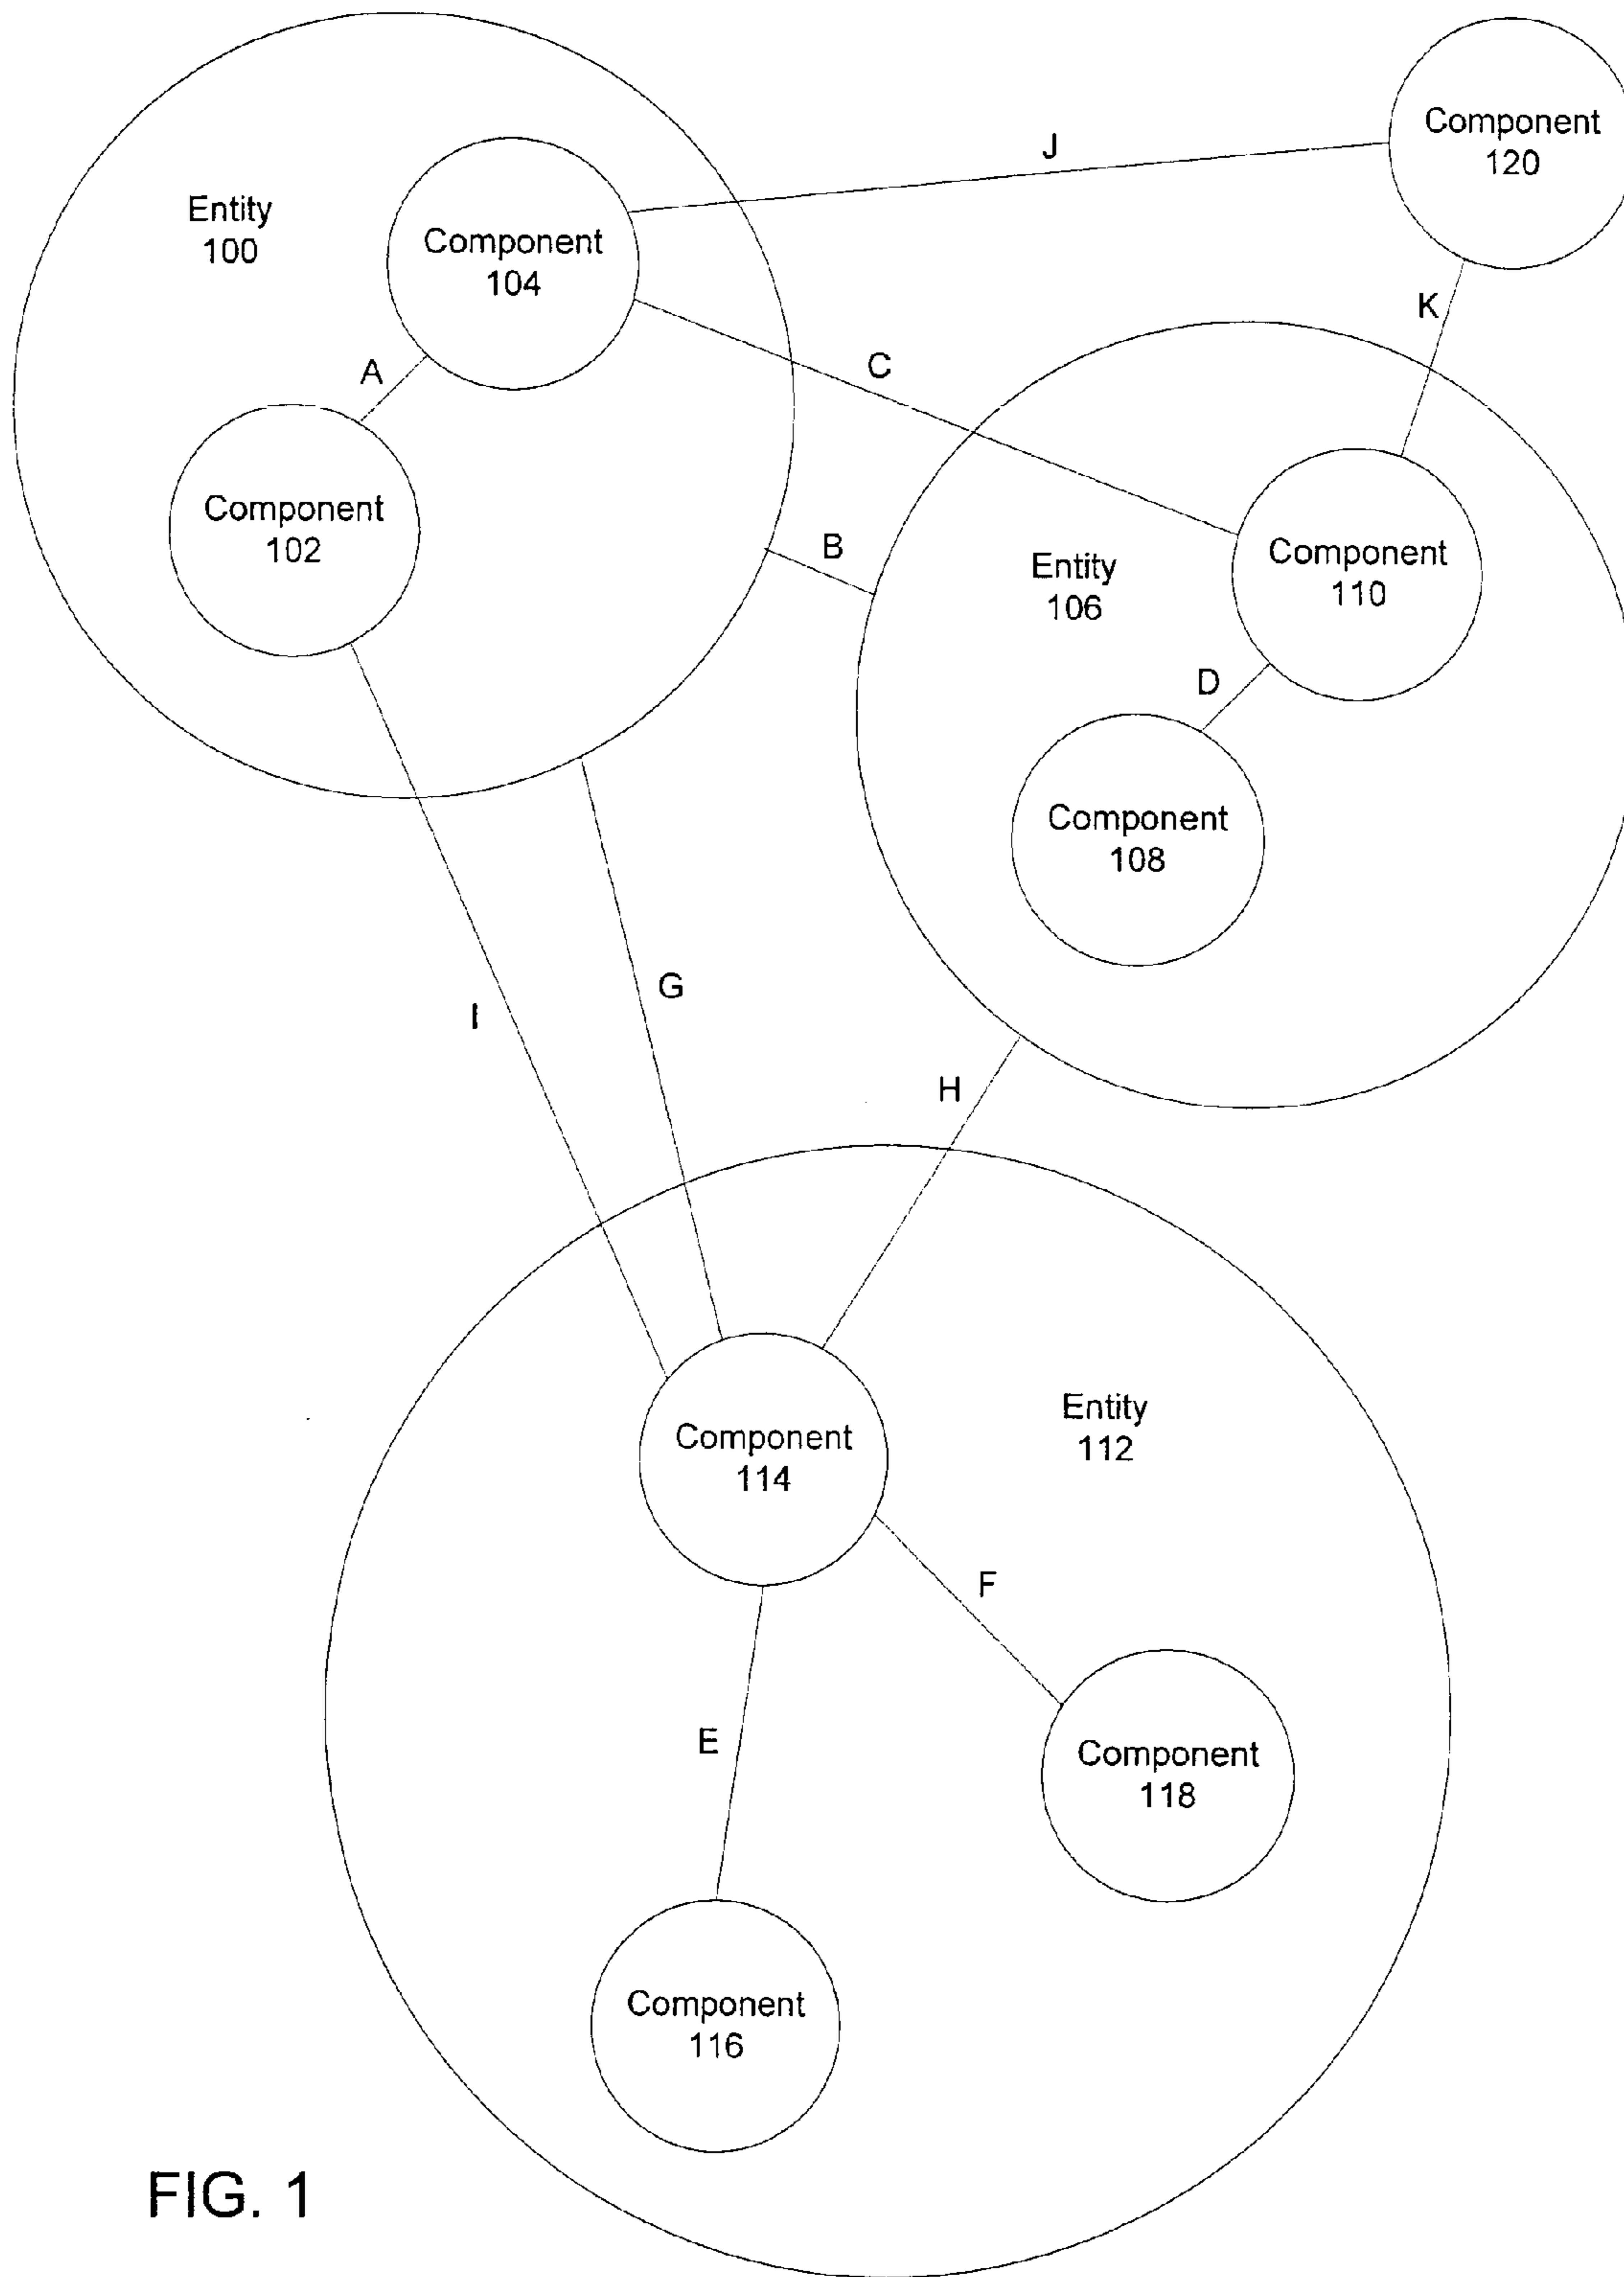 Component
120
J
Entity
100
Component
104
K
A
C
Component
102
B
Entity
106
Component
110
D
Component
108
G
I
H
Entity
112
Component
114
F
E
Component
118
Component
116
FIG. 1